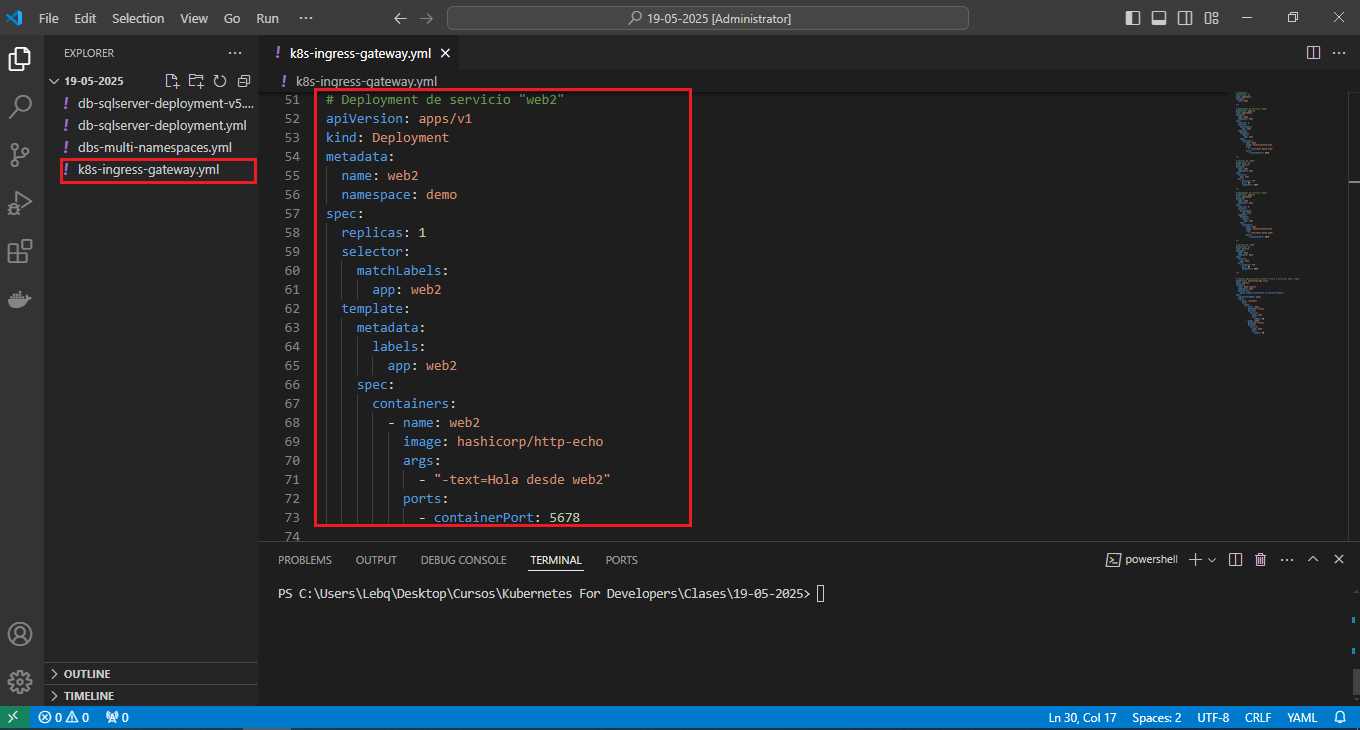 File Edit Selection View Go Run ···
19-05-2025 [Administrator]
EXPLORER
19-05-2025
! db-sqlserver-deployment-v5....
! db-sqlserver-deployment.yml
! dbs-multi-namespaces.yml
! k8s-ingress-gateway.yml
OUTLINE
TIMELINE
! k8s-ingress-gateway.yml
! k8s-ingress-gateway.yml
51 # Deployment de servicio "web2"
52 apiVersion: apps/v1
53 kind: Deployment
54 metadata:
55   name: web2
56   namespace: demo
57 spec:
58   replicas: 1
59   selector:
60     matchLabels:
61       app: web2
62   template:
63     metadata:
64       labels:
65         app: web2
66     spec:
67       containers:
68         - name: web2
69           image: hashicorp/http-echo
70           args:
71             - "-text=Hola desde web2"
72           ports:
73             - containerPort: 5678
74
PROBLEMS OUTPUT DEBUG CONSOLE TERMINAL PORTS
powershell
PS C:\Users\Lebq\Desktop\Cursos\Kubernetes For Developers\Clases\19-05-2025>
0 0 0
Ln 30, Col 17 Spaces: 2 UTF-8 CRLF YAML